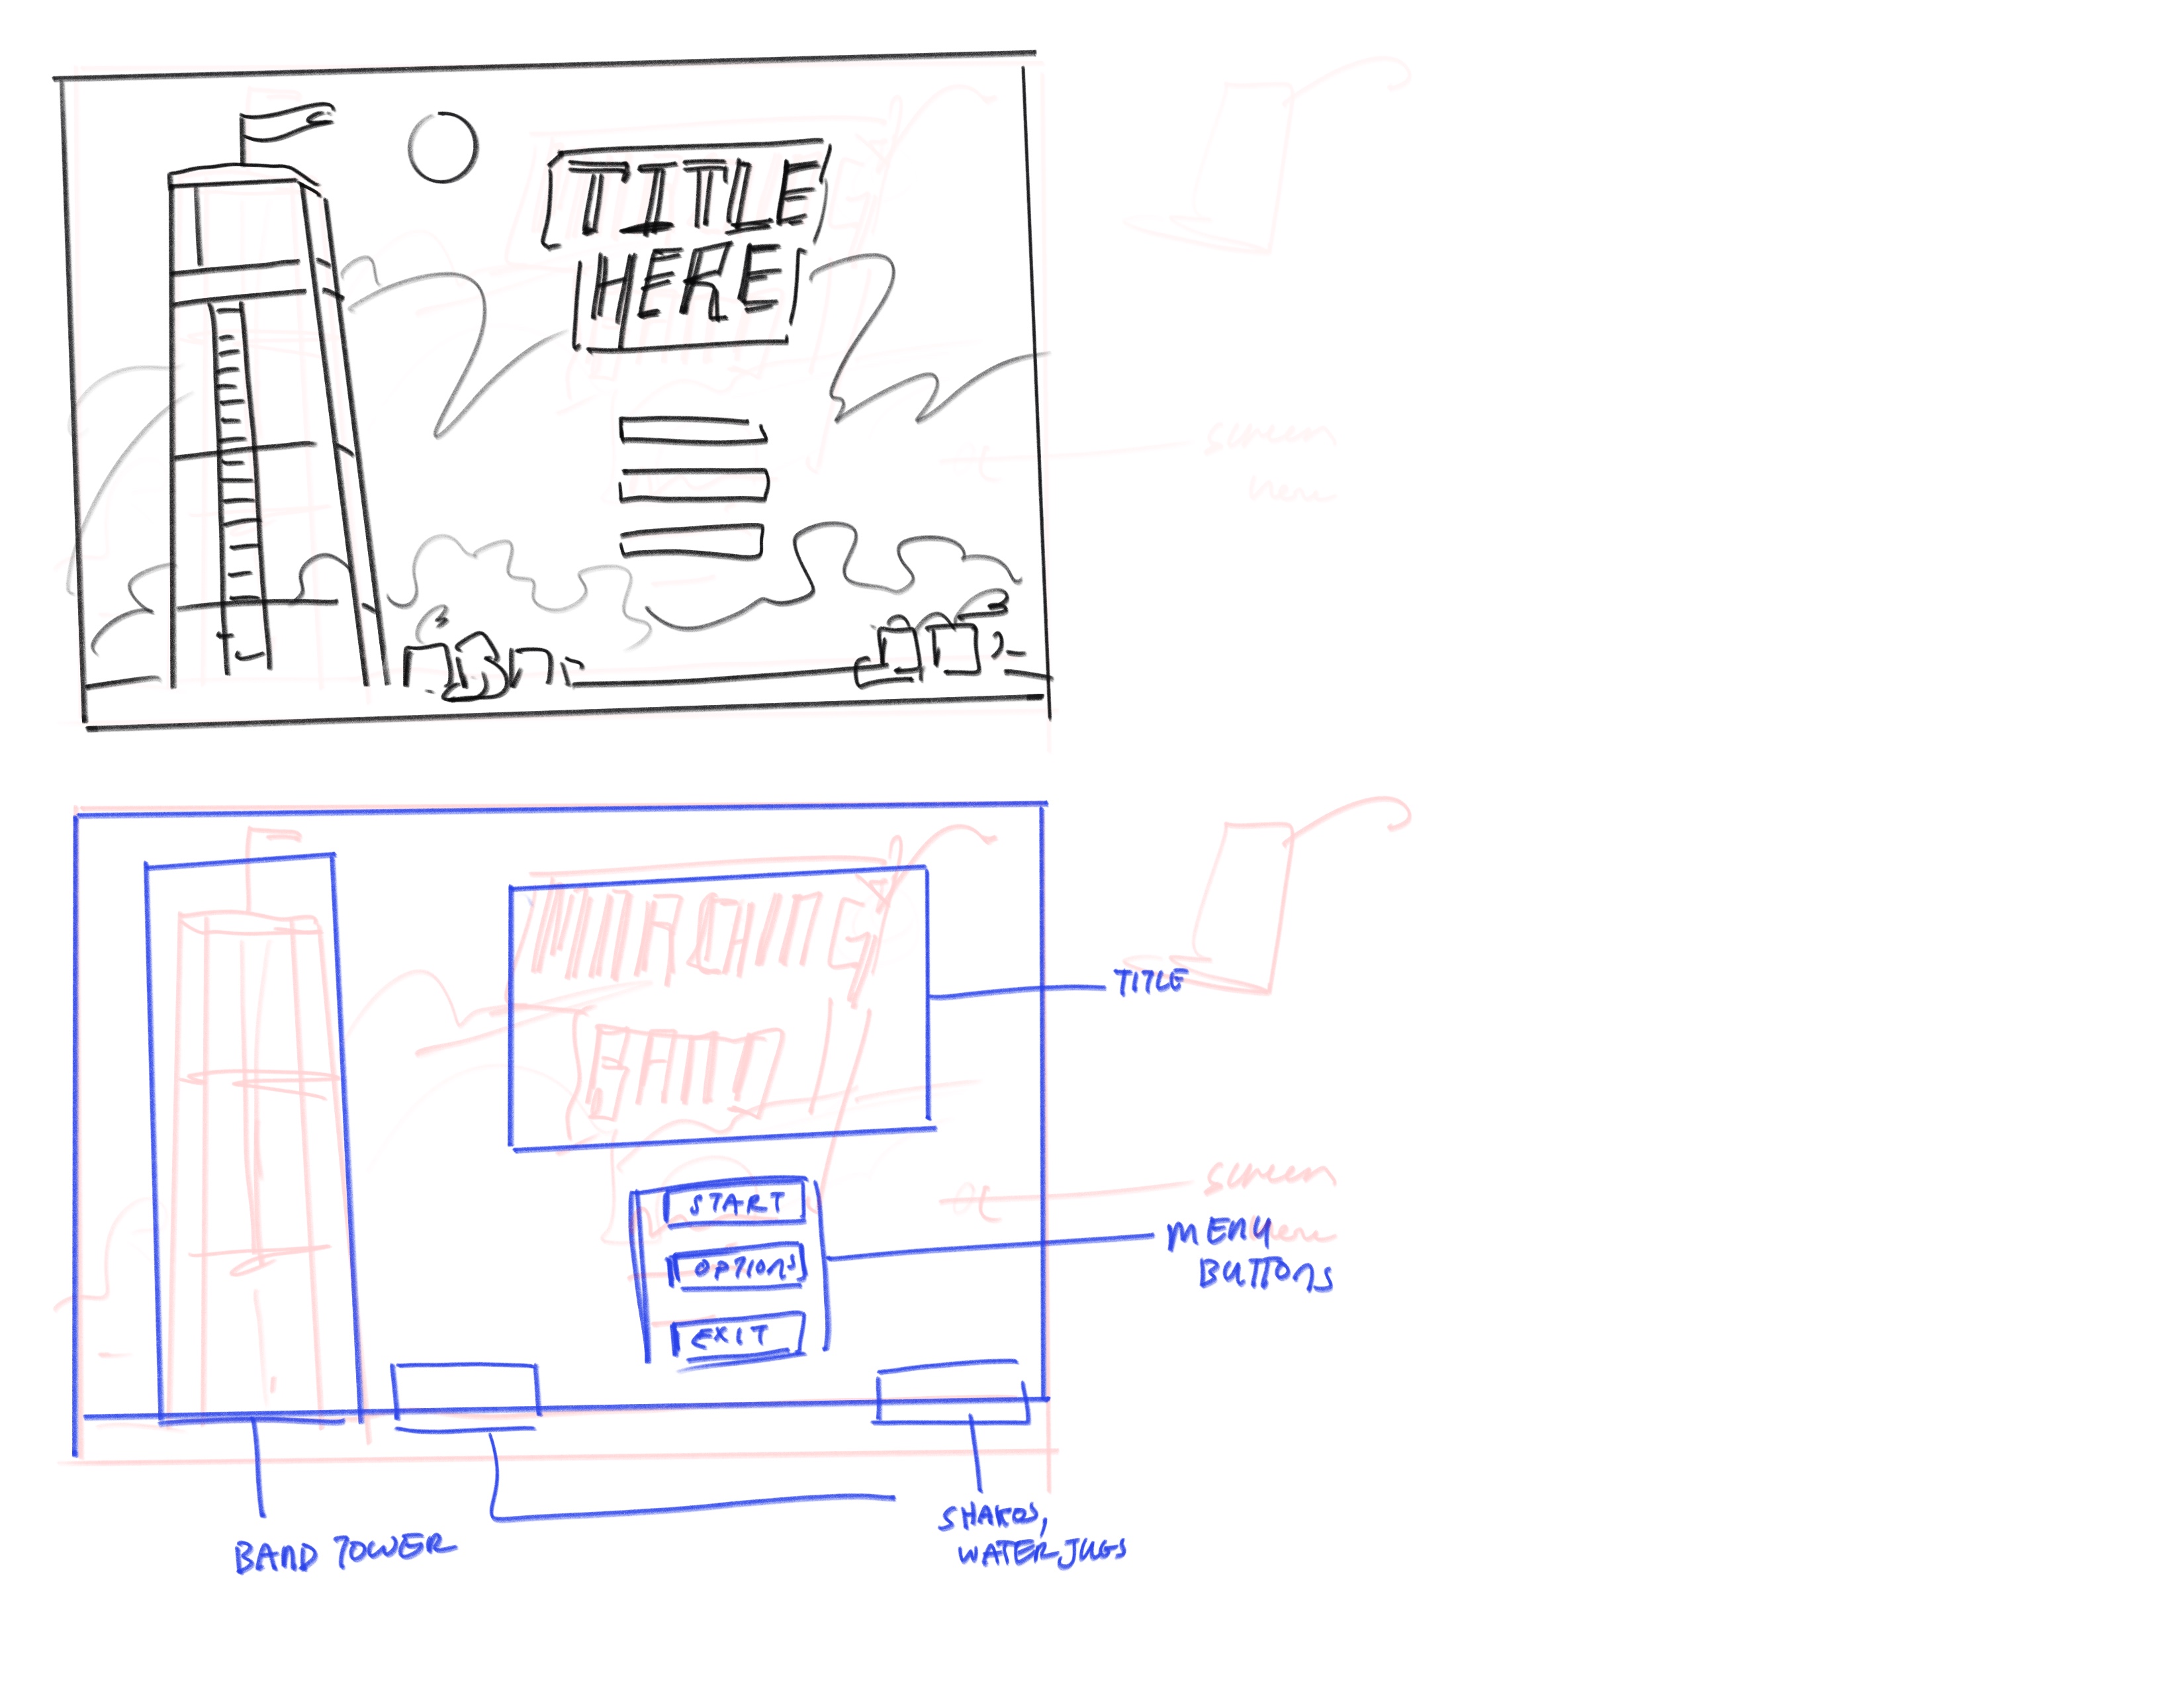 TITLE
HERE
screen
here
MARCHING
BAND
TITLE
screen
here
START
MENU
BUTTONS
OPTIONS
EXIT
SHAKOS,
WATER JUGS
BAND TOWER